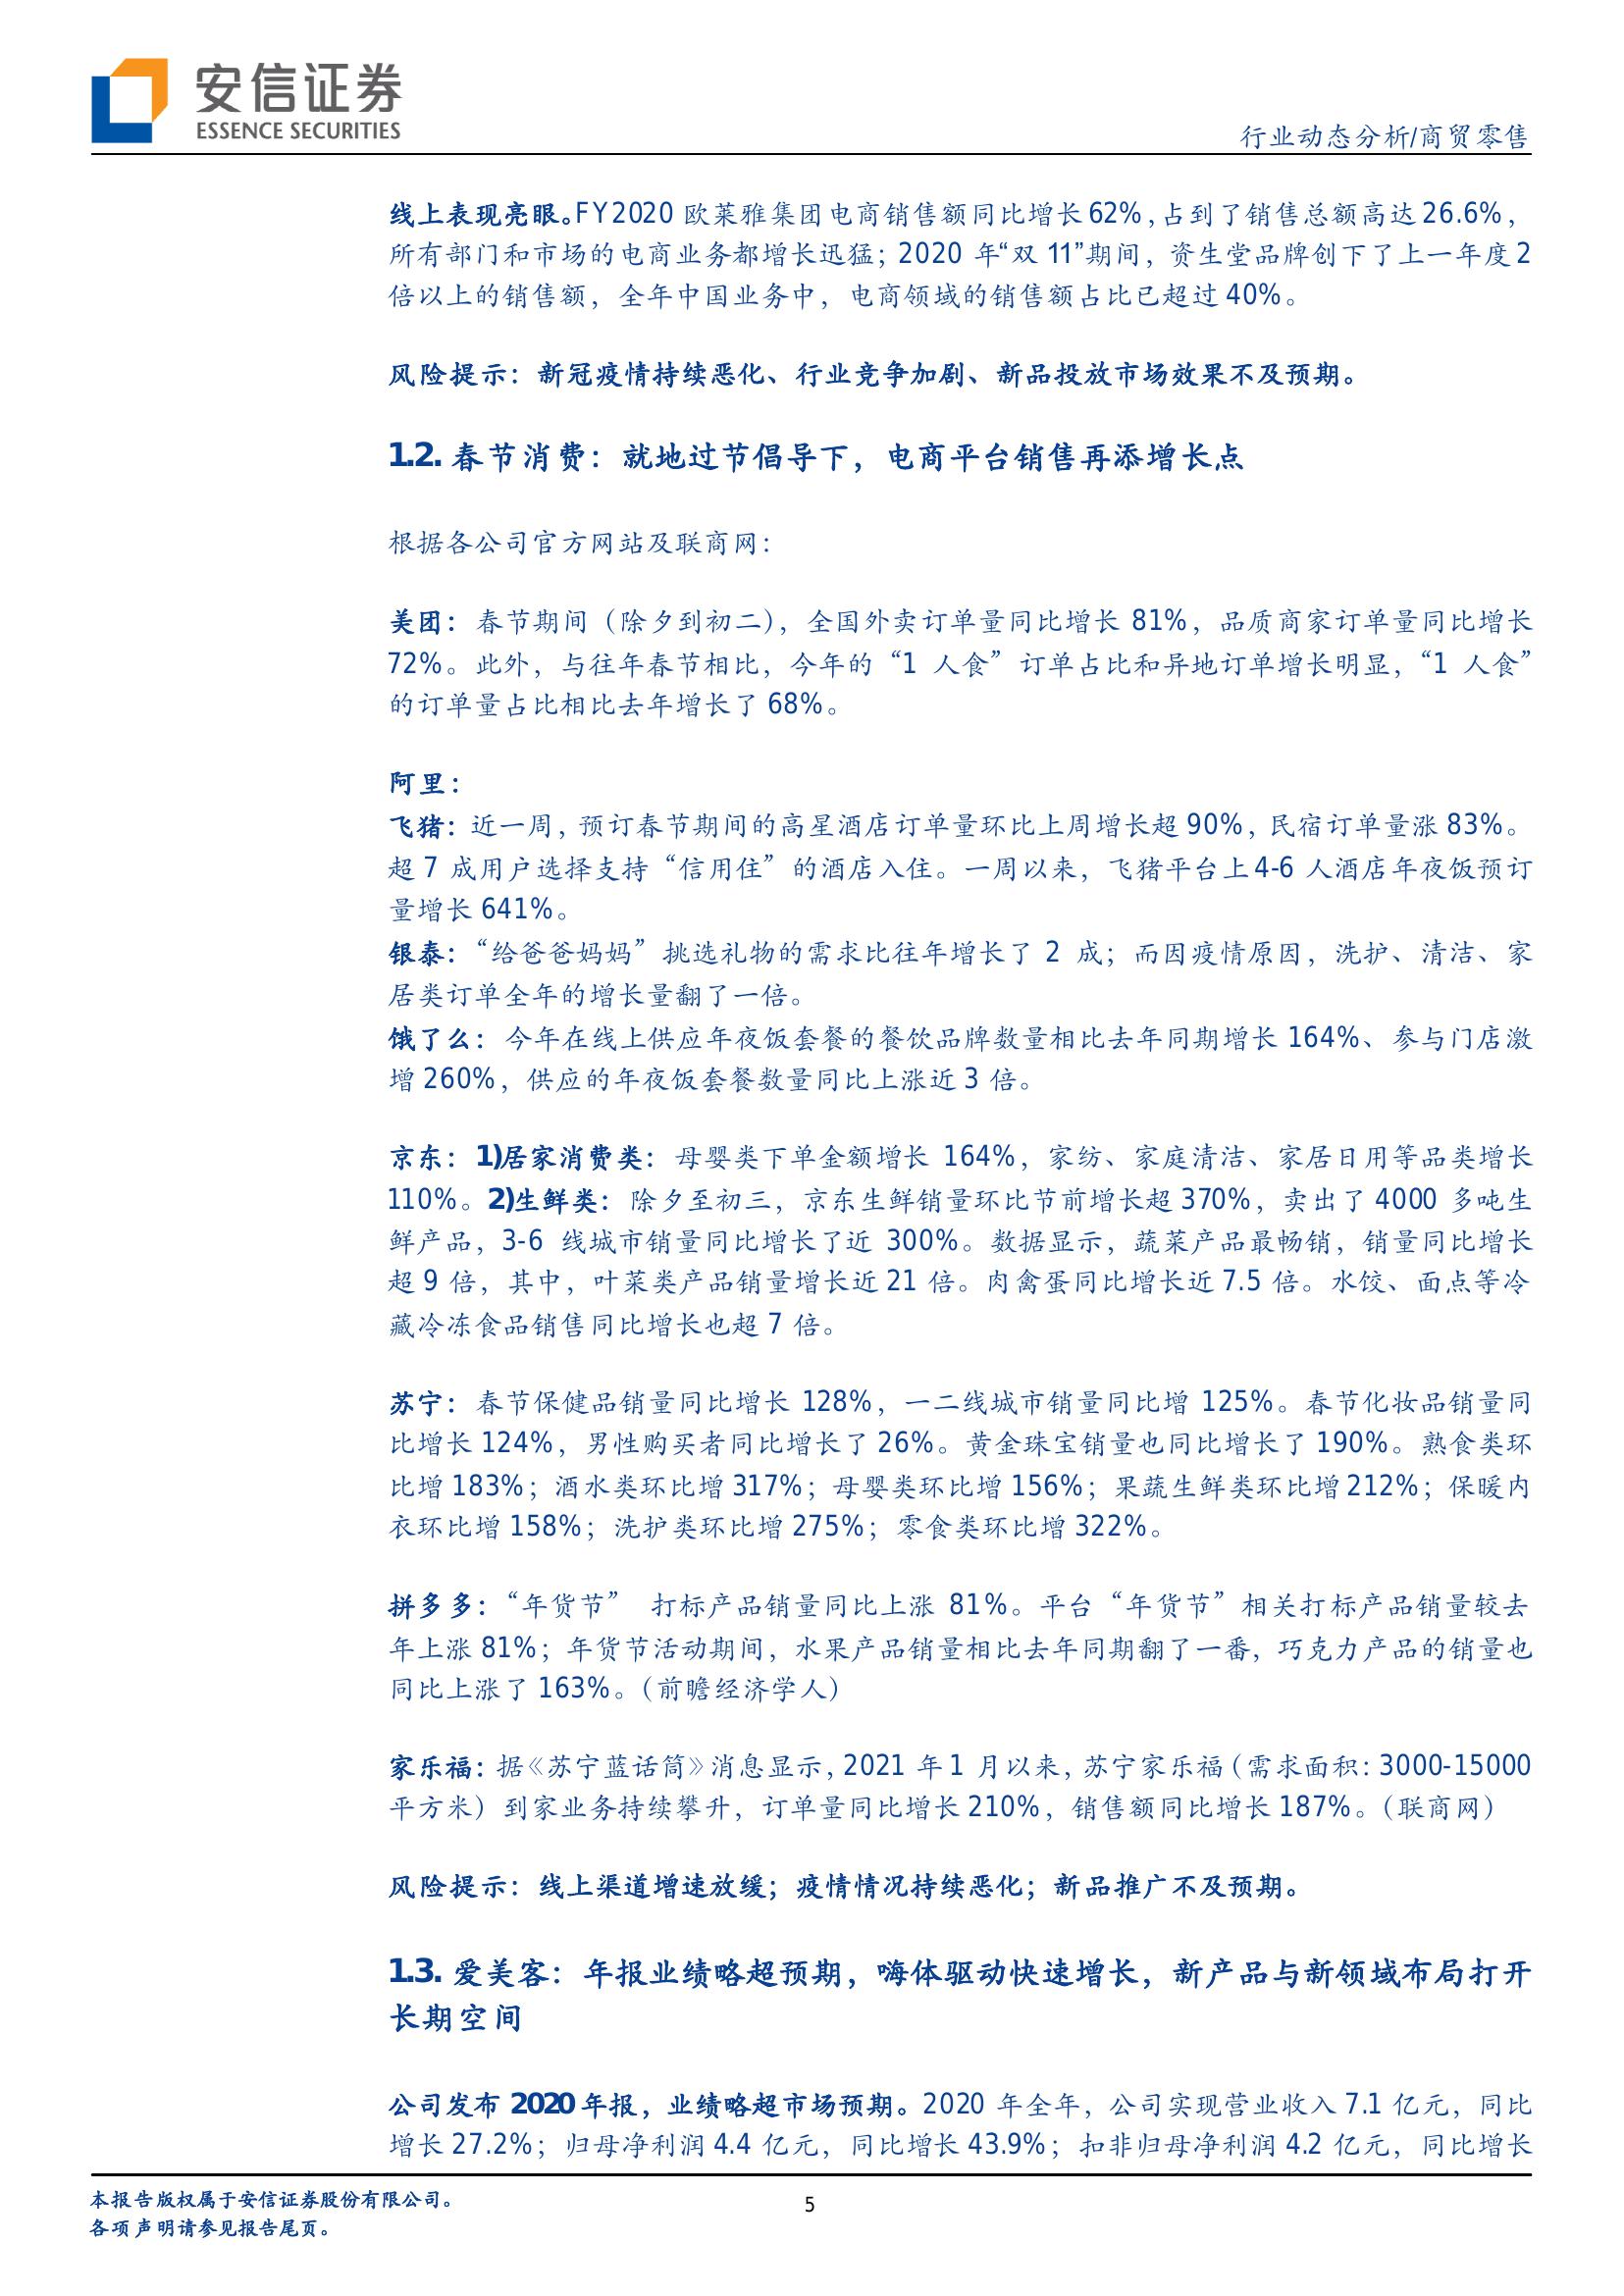 安信证券
ESSENCE SECURITIES
行业动态分析/商贸零售
线上表现亮眼。FY2020 欧莱雅集团电商销售额同比增长62%，占到了销售总额高达26.6%，
所有部门和市场的电商业务都增长迅猛；2020 年“双 11”期间，资生堂品牌创下了上一年度2
倍以上的销售额，全年中国业务中，电商领域的销售额占比已超过40%。
风险提示：新冠疫情持续恶化、行业竞争加剧、新品投放市场效果不及预期。
1.2. 春节消费：就地过节倡导下，电商平台销售再添增长点
根据各公司官方网站及联商网：
美团：春节期间（除夕到初二），全国外卖订单量同比增长 81%，品质商家订单量同比增长
72%。此外，与往年春节相比，今年的“1 人食”订单占比和异地订单增长明显，“1 人食”
的订单量占比相比去年增长了 68%。
阿里：
飞猪：近一周，预订春节期间的高星酒店订单量环比上周增长超 90%，民宿订单量涨 83%。
超 7 成用户选择支持“信用住”的酒店入住。一周以来，飞猪平台上4-6 人酒店年夜饭预订
量增长 641%。
银泰：“给爸爸妈妈”挑选礼物的需求比往年增长了 2 成；而因疫情原因，洗护、清洁、家
居类订单全年的增长量翻了一倍。
饿了么：今年在线上供应年夜饭套餐的餐饮品牌数量相比去年同期增长 164%、参与门店激
增 260%，供应的年夜饭套餐数量同比上涨近 3 倍。
京东：1)居家消费类：母婴类下单金额增长 164%，家纺、家庭清洁、家居日用等品类增长
110%。2)生鲜类：除夕至初三，京东生鲜销量环比节前增长超 370%，卖出了 4000 多吨生
鲜产品，3-6 线城市销量同比增长了近 300%。数据显示，蔬菜产品最畅销，销量同比增长
超 9 倍，其中，叶菜类产品销量增长近 21 倍。肉禽蛋同比增长近 7.5 倍。水饺、面点等冷
藏冷冻食品销售同比增长也超 7 倍。
苏宁：春节保健品销量同比增长 128%，一二线城市销量同比增 125%。春节化妆品销量同
比增长 124%，男性购买者同比增长了 26%。黄金珠宝销量也同比增长了 190%。熟食类环
比增 183%；酒水类环比增 317%；母婴类环比增 156%；果蔬生鲜类环比增 212%；保暖内
衣环比增 158%；洗护类环比增 275%；零食类环比增 322%。
拼多多：“年货节” 打标产品销量同比上涨 81%。平台“年货节”相关打标产品销量较去
年上涨 81%；年货节活动期间，水果产品销量相比去年同期翻了一番，巧克力产品的销量也
同比上涨了 163%。（前瞻经济学人）
家乐福：据《苏宁蓝话筒》消息显示，2021 年 1 月以来，苏宁家乐福（需求面积：3000-15000
平方米）到家业务持续攀升，订单量同比增长 210%，销售额同比增长 187%。（联商网）
风险提示：线上渠道增速放缓；疫情情况持续恶化；新品推广不及预期。
1.3. 爱美客：年报业绩略超预期，嗨体驱动快速增长，新产品与新领域布局打开
长期空间
公司发布 2020 年报，业绩略超市场预期。2020 年全年，公司实现营业收入 7.1 亿元，同比
增长 27.2%；归母净利润 4.4 亿元，同比增长 43.9%；扣非归母净利润 4.2 亿元，同比增长
本报告版权属于安信证券股份有限公司。
各项声明请参见报告尾页。
5